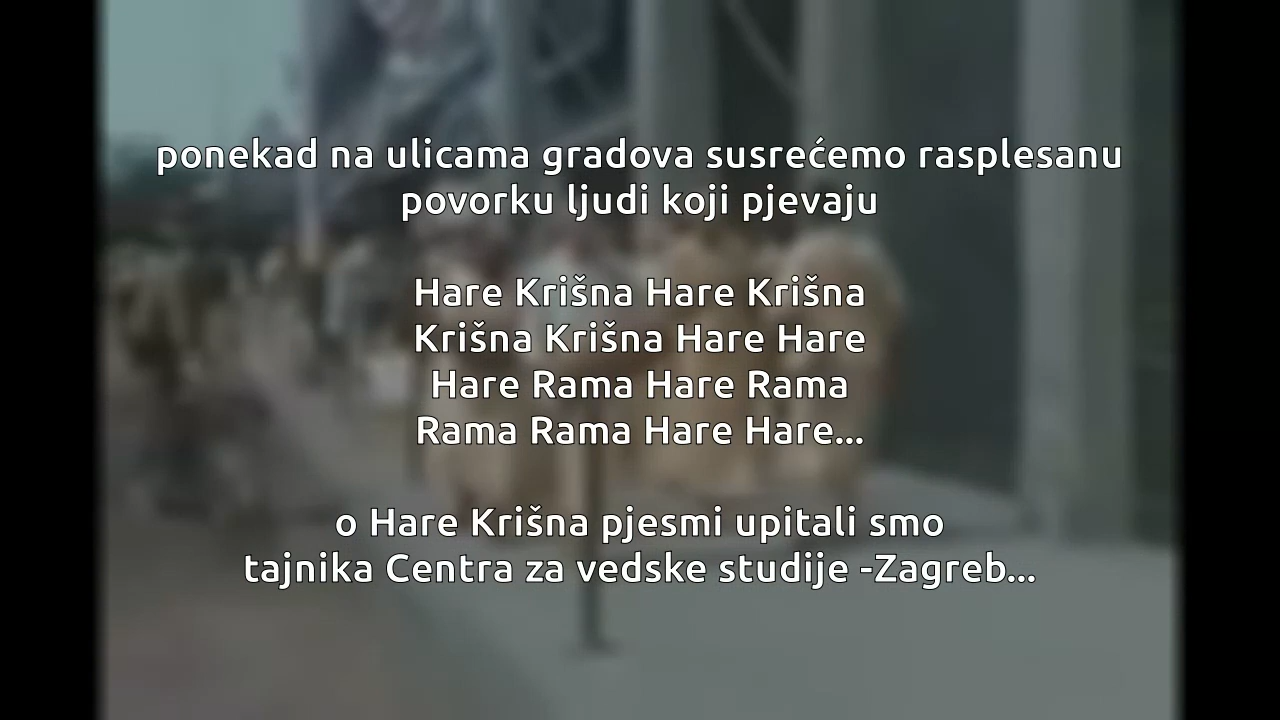 ponekad na ulicama gradova susrećemo rasplesanu
povorku ljudi koji pjevaju
Hare Krišna Hare Krišna
Krišna Krišna Hare Hare
Hare Rama Hare Rama
Rama Rama Hare Hare...
o Hare Krišna pjesmi upitali smo
tajnika Centra za vedske studije -Zagreb...